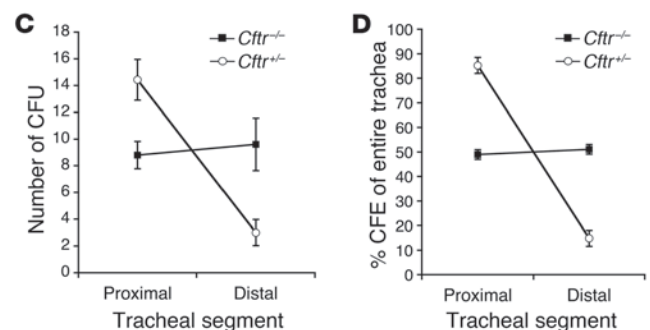 C
Cftr–/–
Cftr+/–
Number of CFU
18
16
14
12
10
8
6
4
2
0
Proximal Distal
Tracheal segment
D
Cftr–/–
Cftr+/–
% CFE of entire trachea
100
90
80
70
60
50
40
30
20
10
0
Proximal Distal
Tracheal segment